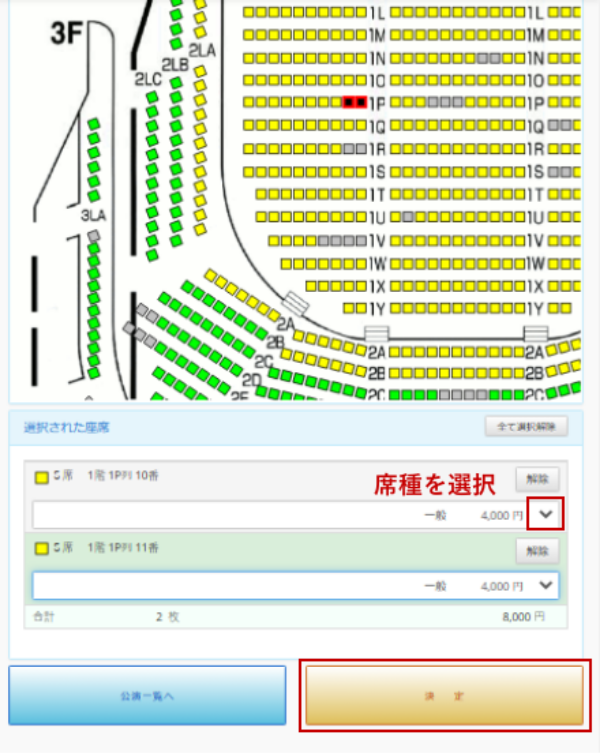 1L 1L
1M 1M
3F
1N 1N
2LA
2LB
2LC
1O 1O
1P 1P
1Q 1Q
1R 1R
1S 1S
1T 1T
3LA
1U 1U
1V 1V
1W 1W
1X 1X
1Y 1Y
2A
2B 2A 2A
2C 2B 2B
2D
2E 2C 2C
選択された座席 全て選択解除
S席 1階 1P列 10番 解除
席種を選択
一般 4,000 円
S席 1階 1P列 11番 解除
一般 4,000 円
合計 2 枚 8,000 円
公演一覧へ 決 定